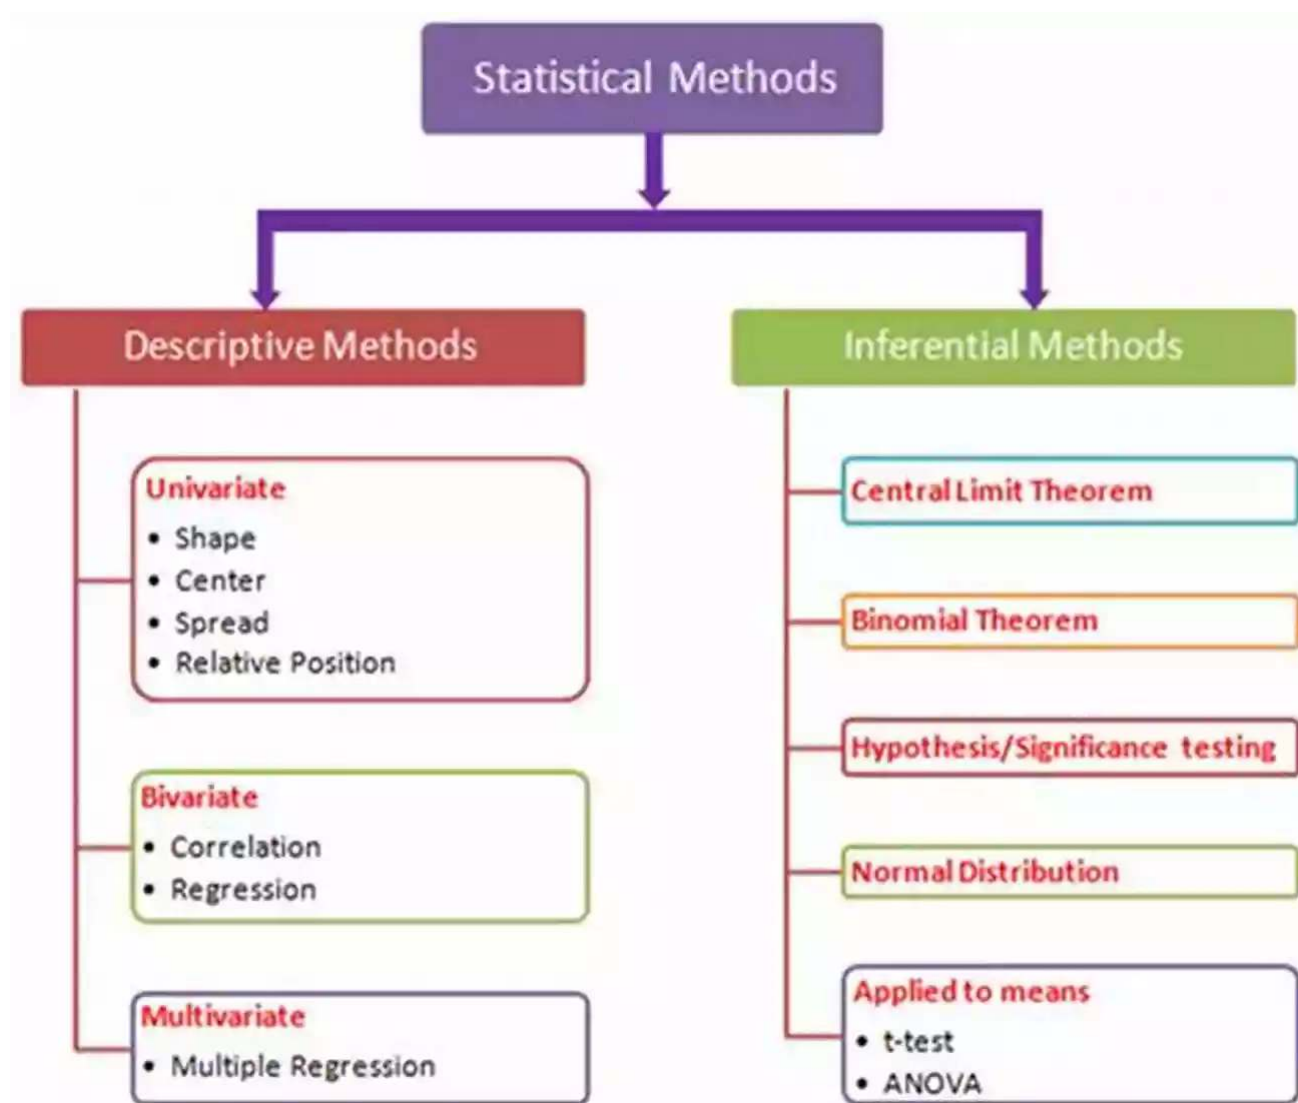 Statistical Methods
Descriptive Methods
Univariate
• Shape
• Center
• Spread
• Relative Position
Bivariate
• Correlation
• Regression
Multivariate
• Multiple Regression
Inferential Methods
Central Limit Theorem
Binomial Theorem
Hypothesis/Significance testing
Normal Distribution
Applied to means
• t-test
• ANOVA